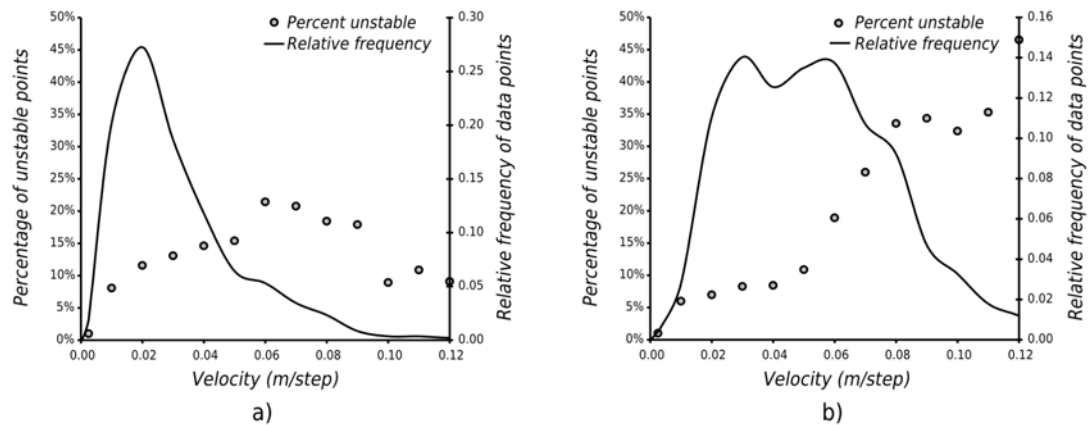 Percent unstable
Relative frequency
Percentage of unstable points
50%
45%
40%
35%
30%
25%
20%
15%
10%
5%
0%
0.30
0.25
0.20
0.15
0.10
0.05
0.00
Relative frequency of data points
0.00 0.02 0.04 0.06 0.08 0.10 0.12
Velocity (m/step)
a)
Percent unstable
Relative frequency
Percentage of unstable points
50%
45%
40%
35%
30%
25%
20%
15%
10%
5%
0%
0.16
0.14
0.12
0.10
0.08
0.06
0.04
0.02
0.00
Relative frequency of data points
0.00 0.02 0.04 0.06 0.08 0.10 0.12
Velocity (m/step)
b)